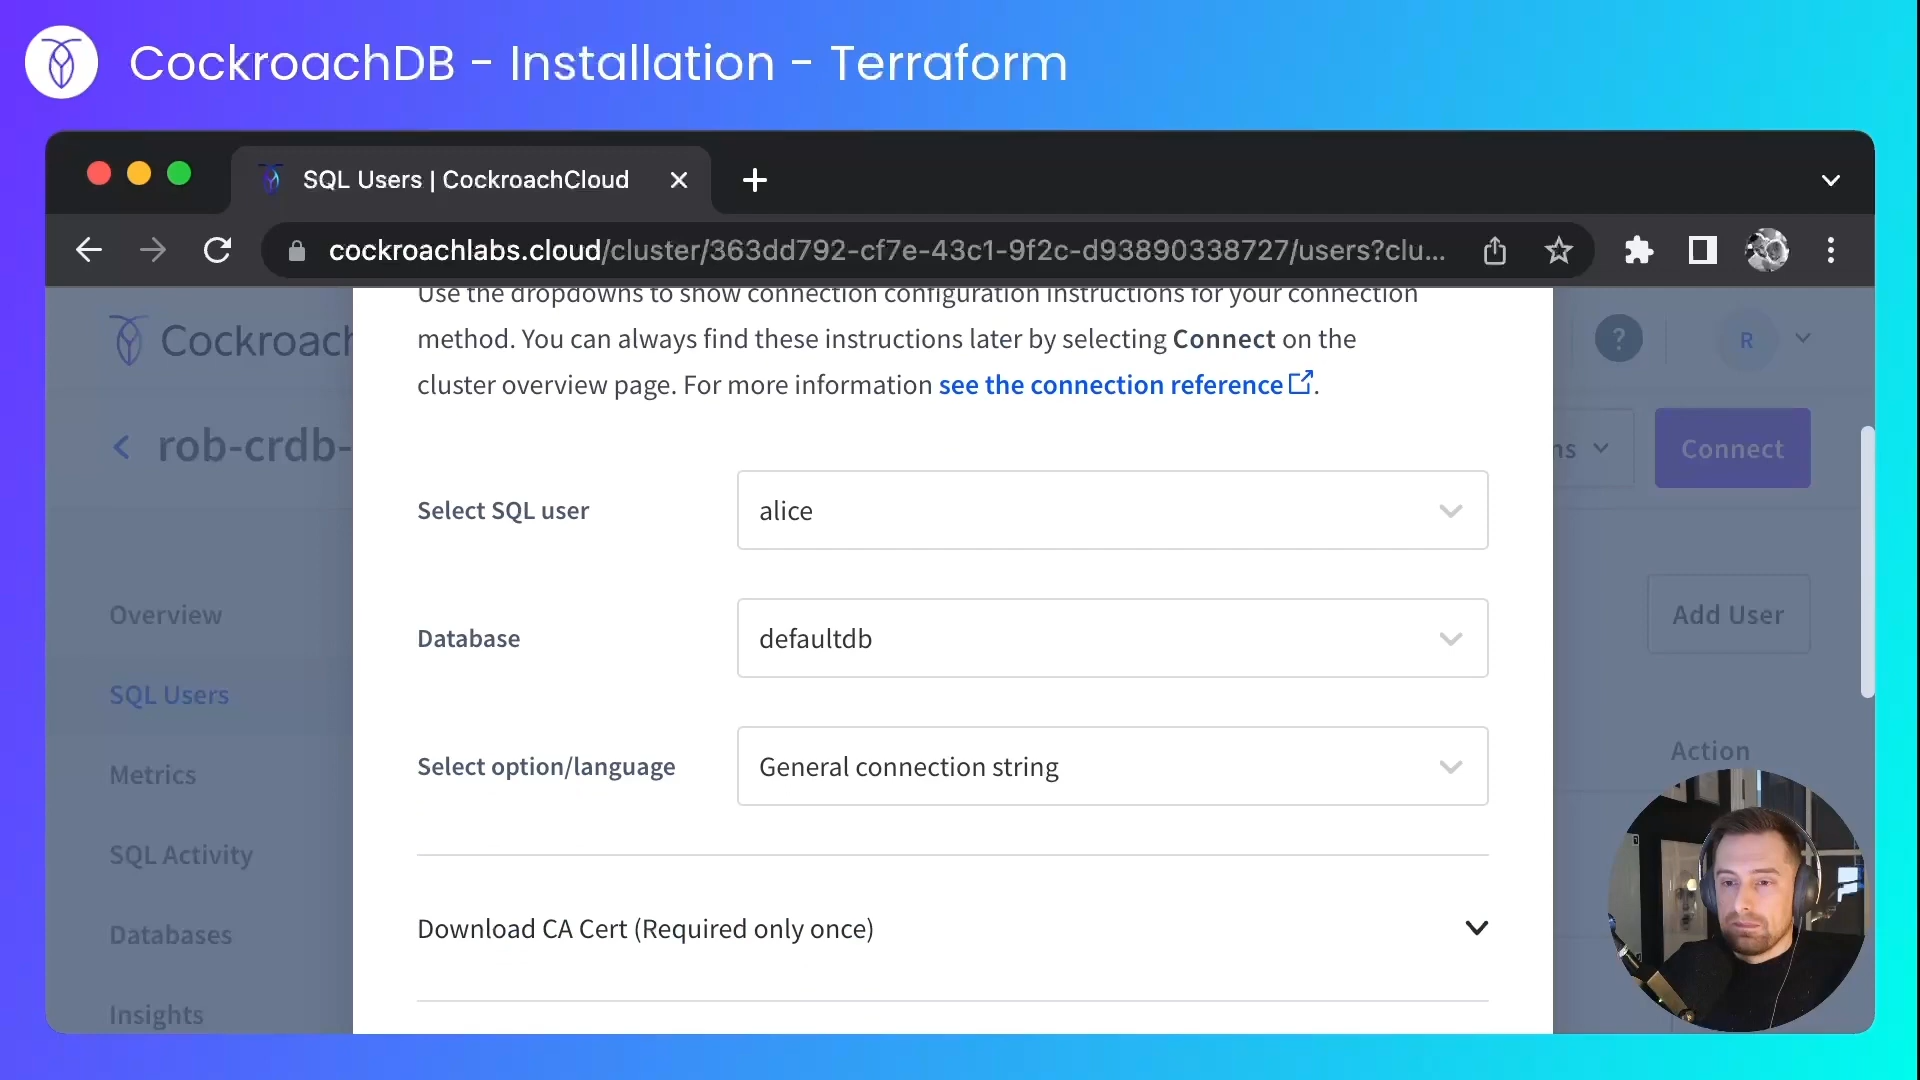 CockroachDB - Installation - Terraform
SQL Users | CockroachCloud
cockroachlabs.cloud/cluster/363dd792-cf7e-43c1-9f2c-d93890338727/users?clu...
Use the dropdowns to show connection configuration instructions for your connection
method. You can always find these instructions later by selecting Connect on the
cluster overview page. For more information see the connection reference.
R
rob-crdb-
Connect
Select SQL user
alice
Database
defaultdb
Select option/language
General connection string
Download CA Cert (Required only once)
Overview
SQL Users
Metrics
SQL Activity
Databases
Insights
Add User
Action